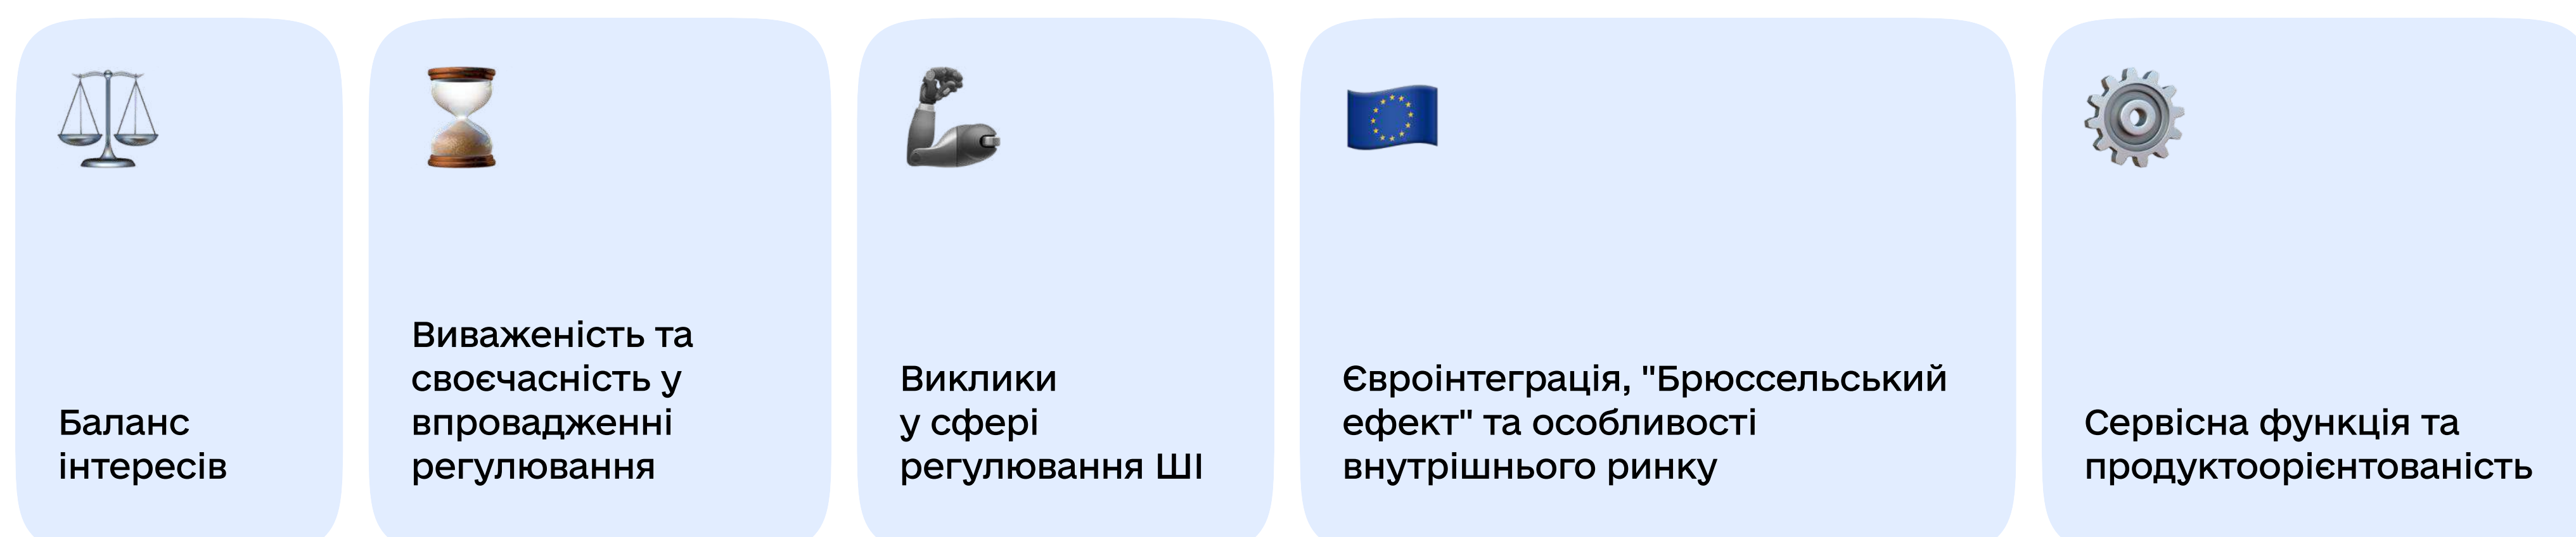 Баланс
інтересів
Виваженість та
своєчасність у
впровадженні
регулювання
Виклики
у сфері
регулювання ШІ
Євроінтеграція, "Брюссельський
ефект" та особливості
внутрішнього ринку
Сервісна функція та
продуктоорієнтованість